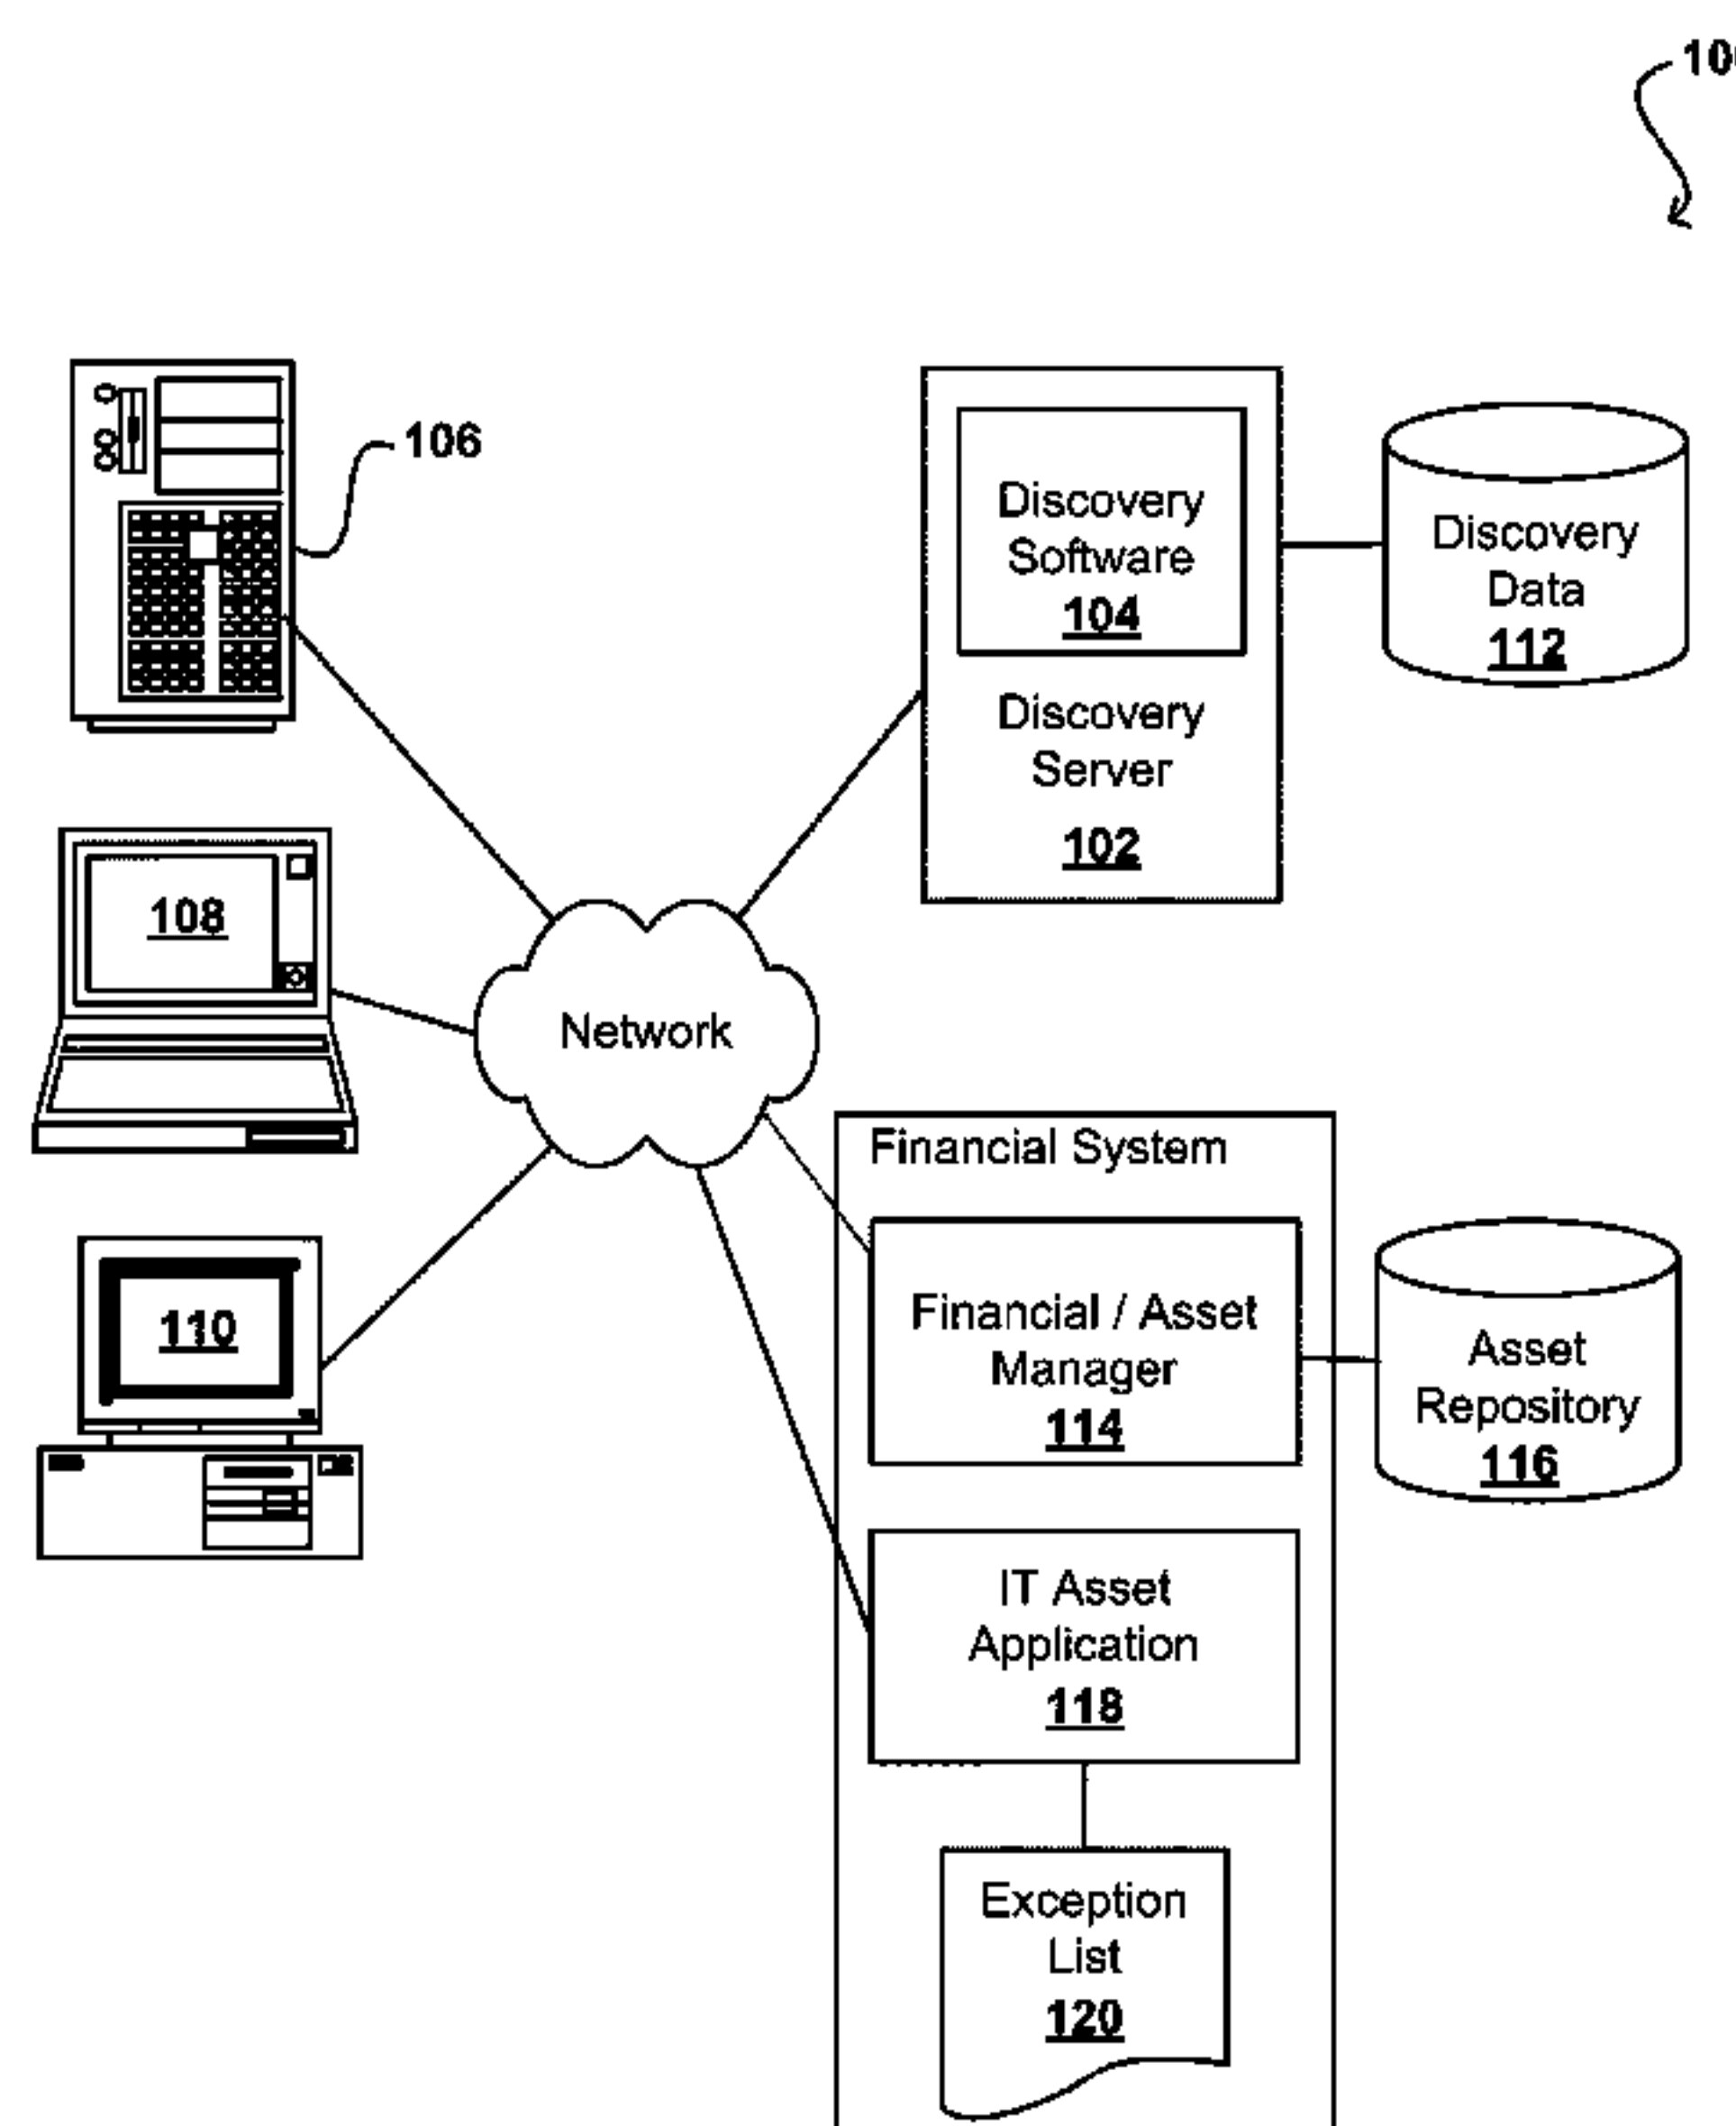 106
Discovery
Software
104
Discovery
Server
102
Discovery
Data
112
108
Network
110
Financial System
Financial / Asset
Manager
114
Asset
Repository
116
IT Asset
Application
118
Exception
List
120